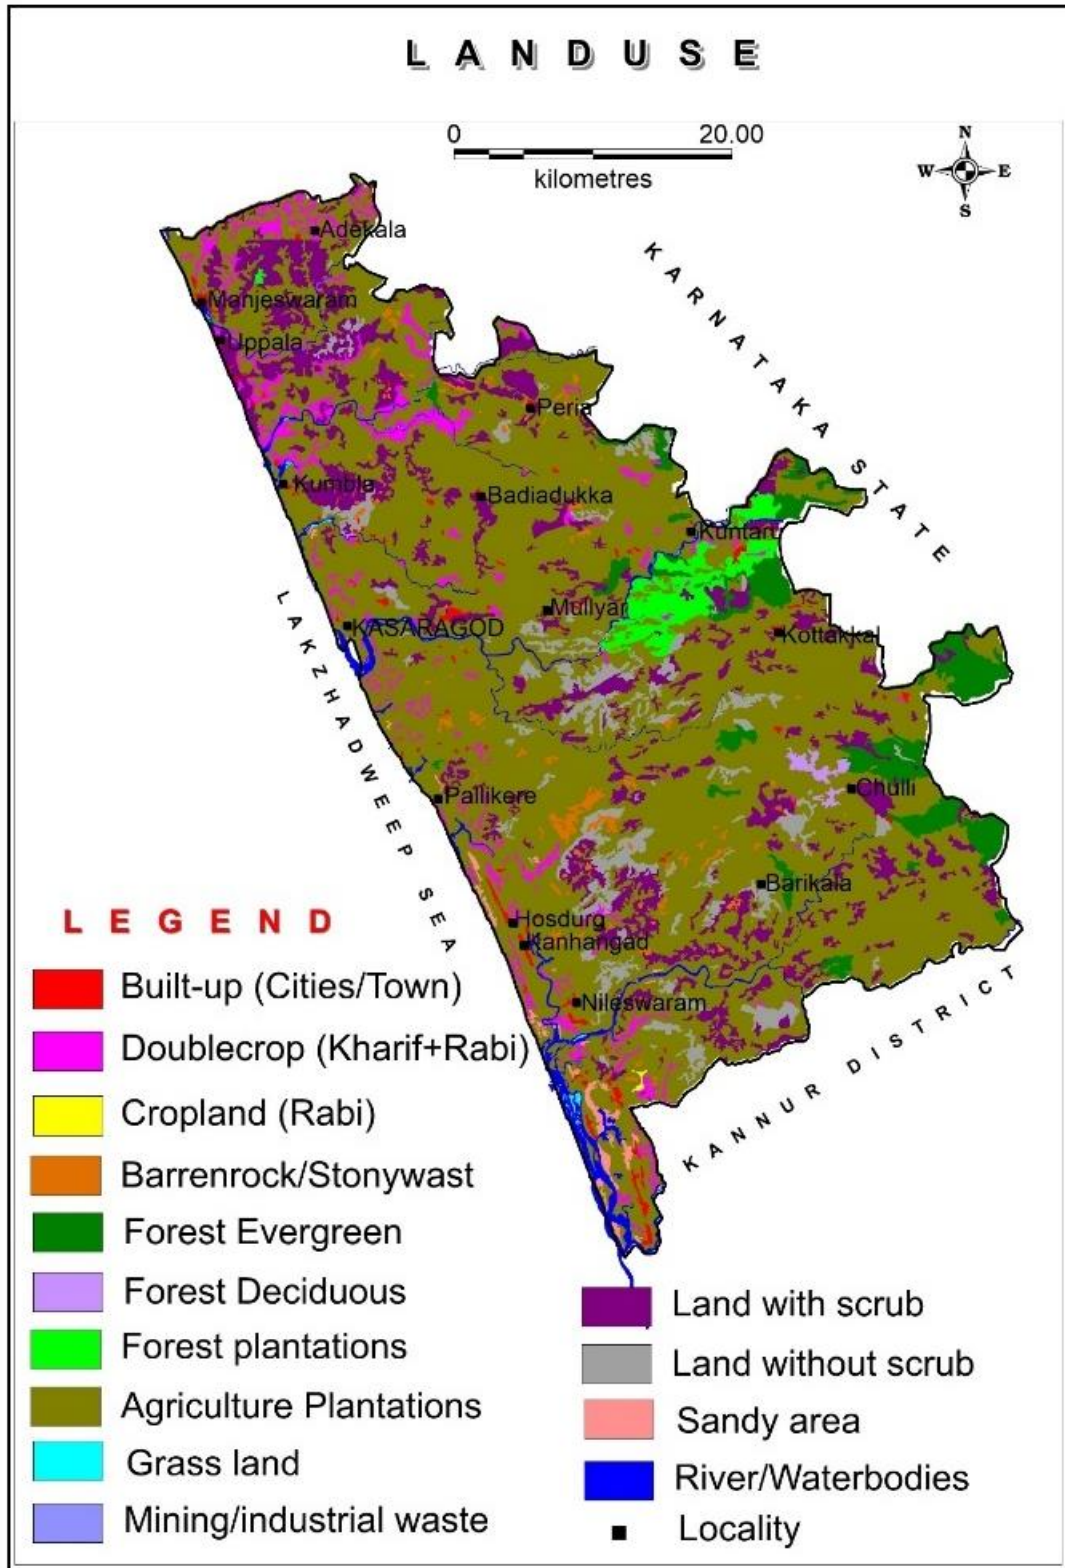 L A N D U S E
0 20.00
kilometres
N
W E
S
KARNATAKA STATE
Adekala
Manjeswaram
Uppala
Peria
Kumbla
Badiadukka
Kuntaru
Mullyar
KASARAGOD
Kottakkal
LAKZHADWEEP SEA
Pallikere
Chulli
Barikala
Hosdurg
Kanhangad
Nileswaram
KANNUR DISTRICT
L E G E N D
Built-up (Cities/Town)
Doublecrop (Kharif+Rabi)
Cropland (Rabi)
Barrenrock/Stonywast
Forest Evergreen
Forest Deciduous
Forest plantations
Agriculture Plantations
Grass land
Mining/industrial waste
Land with scrub
Land without scrub
Sandy area
River/Waterbodies
Locality